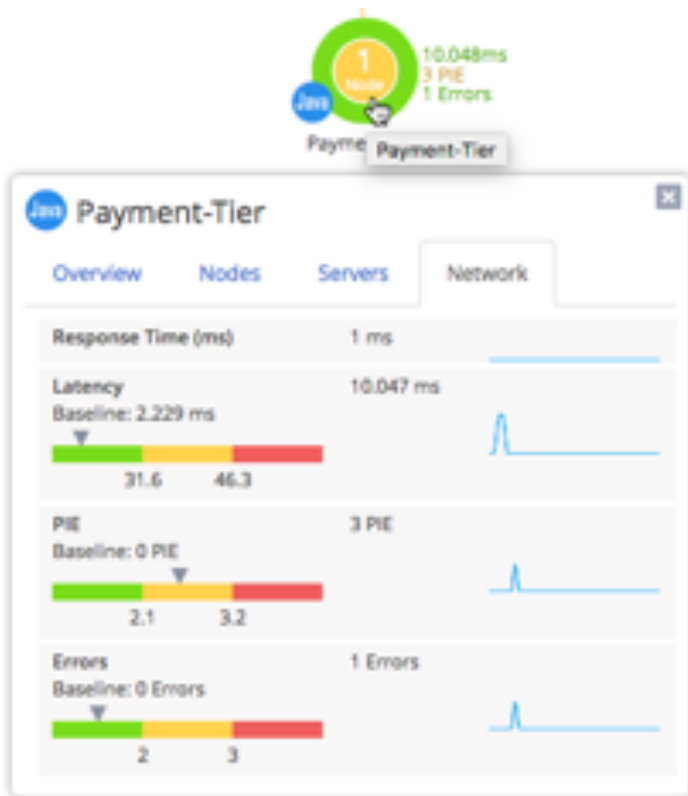 1
Node
Java
10.048ms
3 PIE
1 Errors
Payme
Payment-Tier
Java Payment-Tier
Overview Nodes Servers Network
Response Time (ms) 1 ms
Latency 10.047 ms
Baseline: 2.229 ms
31.6 46.3
PIE 3 PIE
Baseline: 0 PIE
2.1 3.2
Errors 1 Errors
Baseline: 0 Errors
2 3